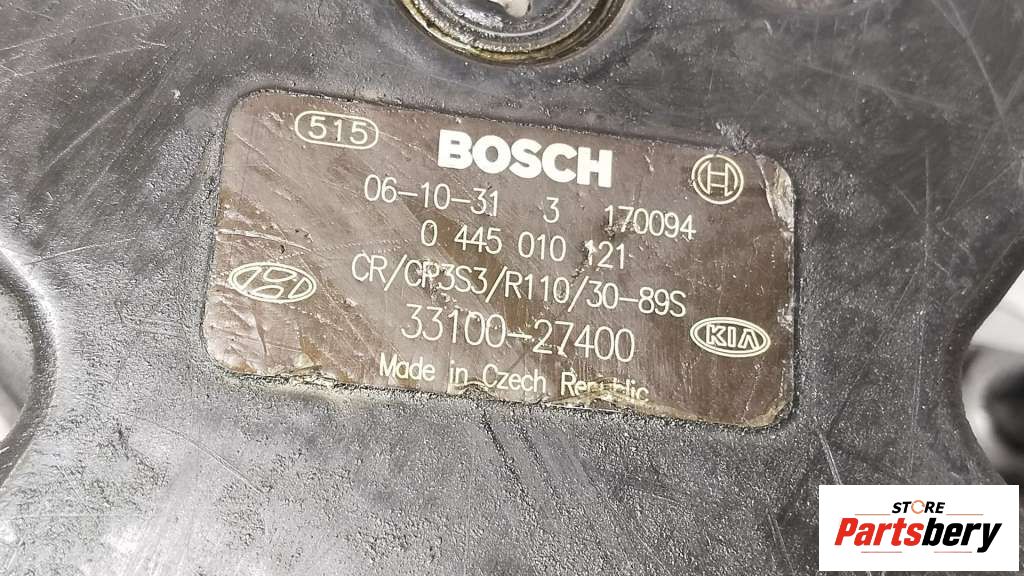 515
BOSCH
06-10-31 3 170094
0 445 010 121
CR/CP3S3/R110/30-89S
33100-27400
KIA
Made in Czech Republic
STORE
Partsbery